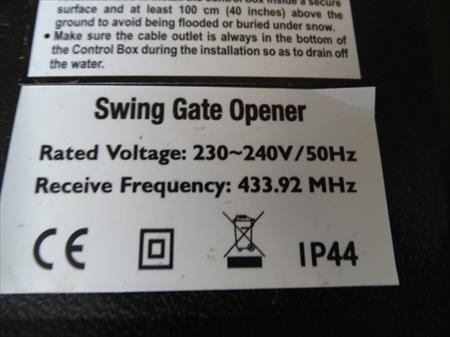 surface and at least 100 cm (40 inches) above the
ground to avoid being flooded or buried under snow.
• Make sure the cable outlet is always in the bottom of
the Control Box during the installation so as to drain off
the water.
Swing Gate Opener
Rated Voltage: 230~240V/50Hz
Receive Frequency: 433.92 MHz
CE IP44